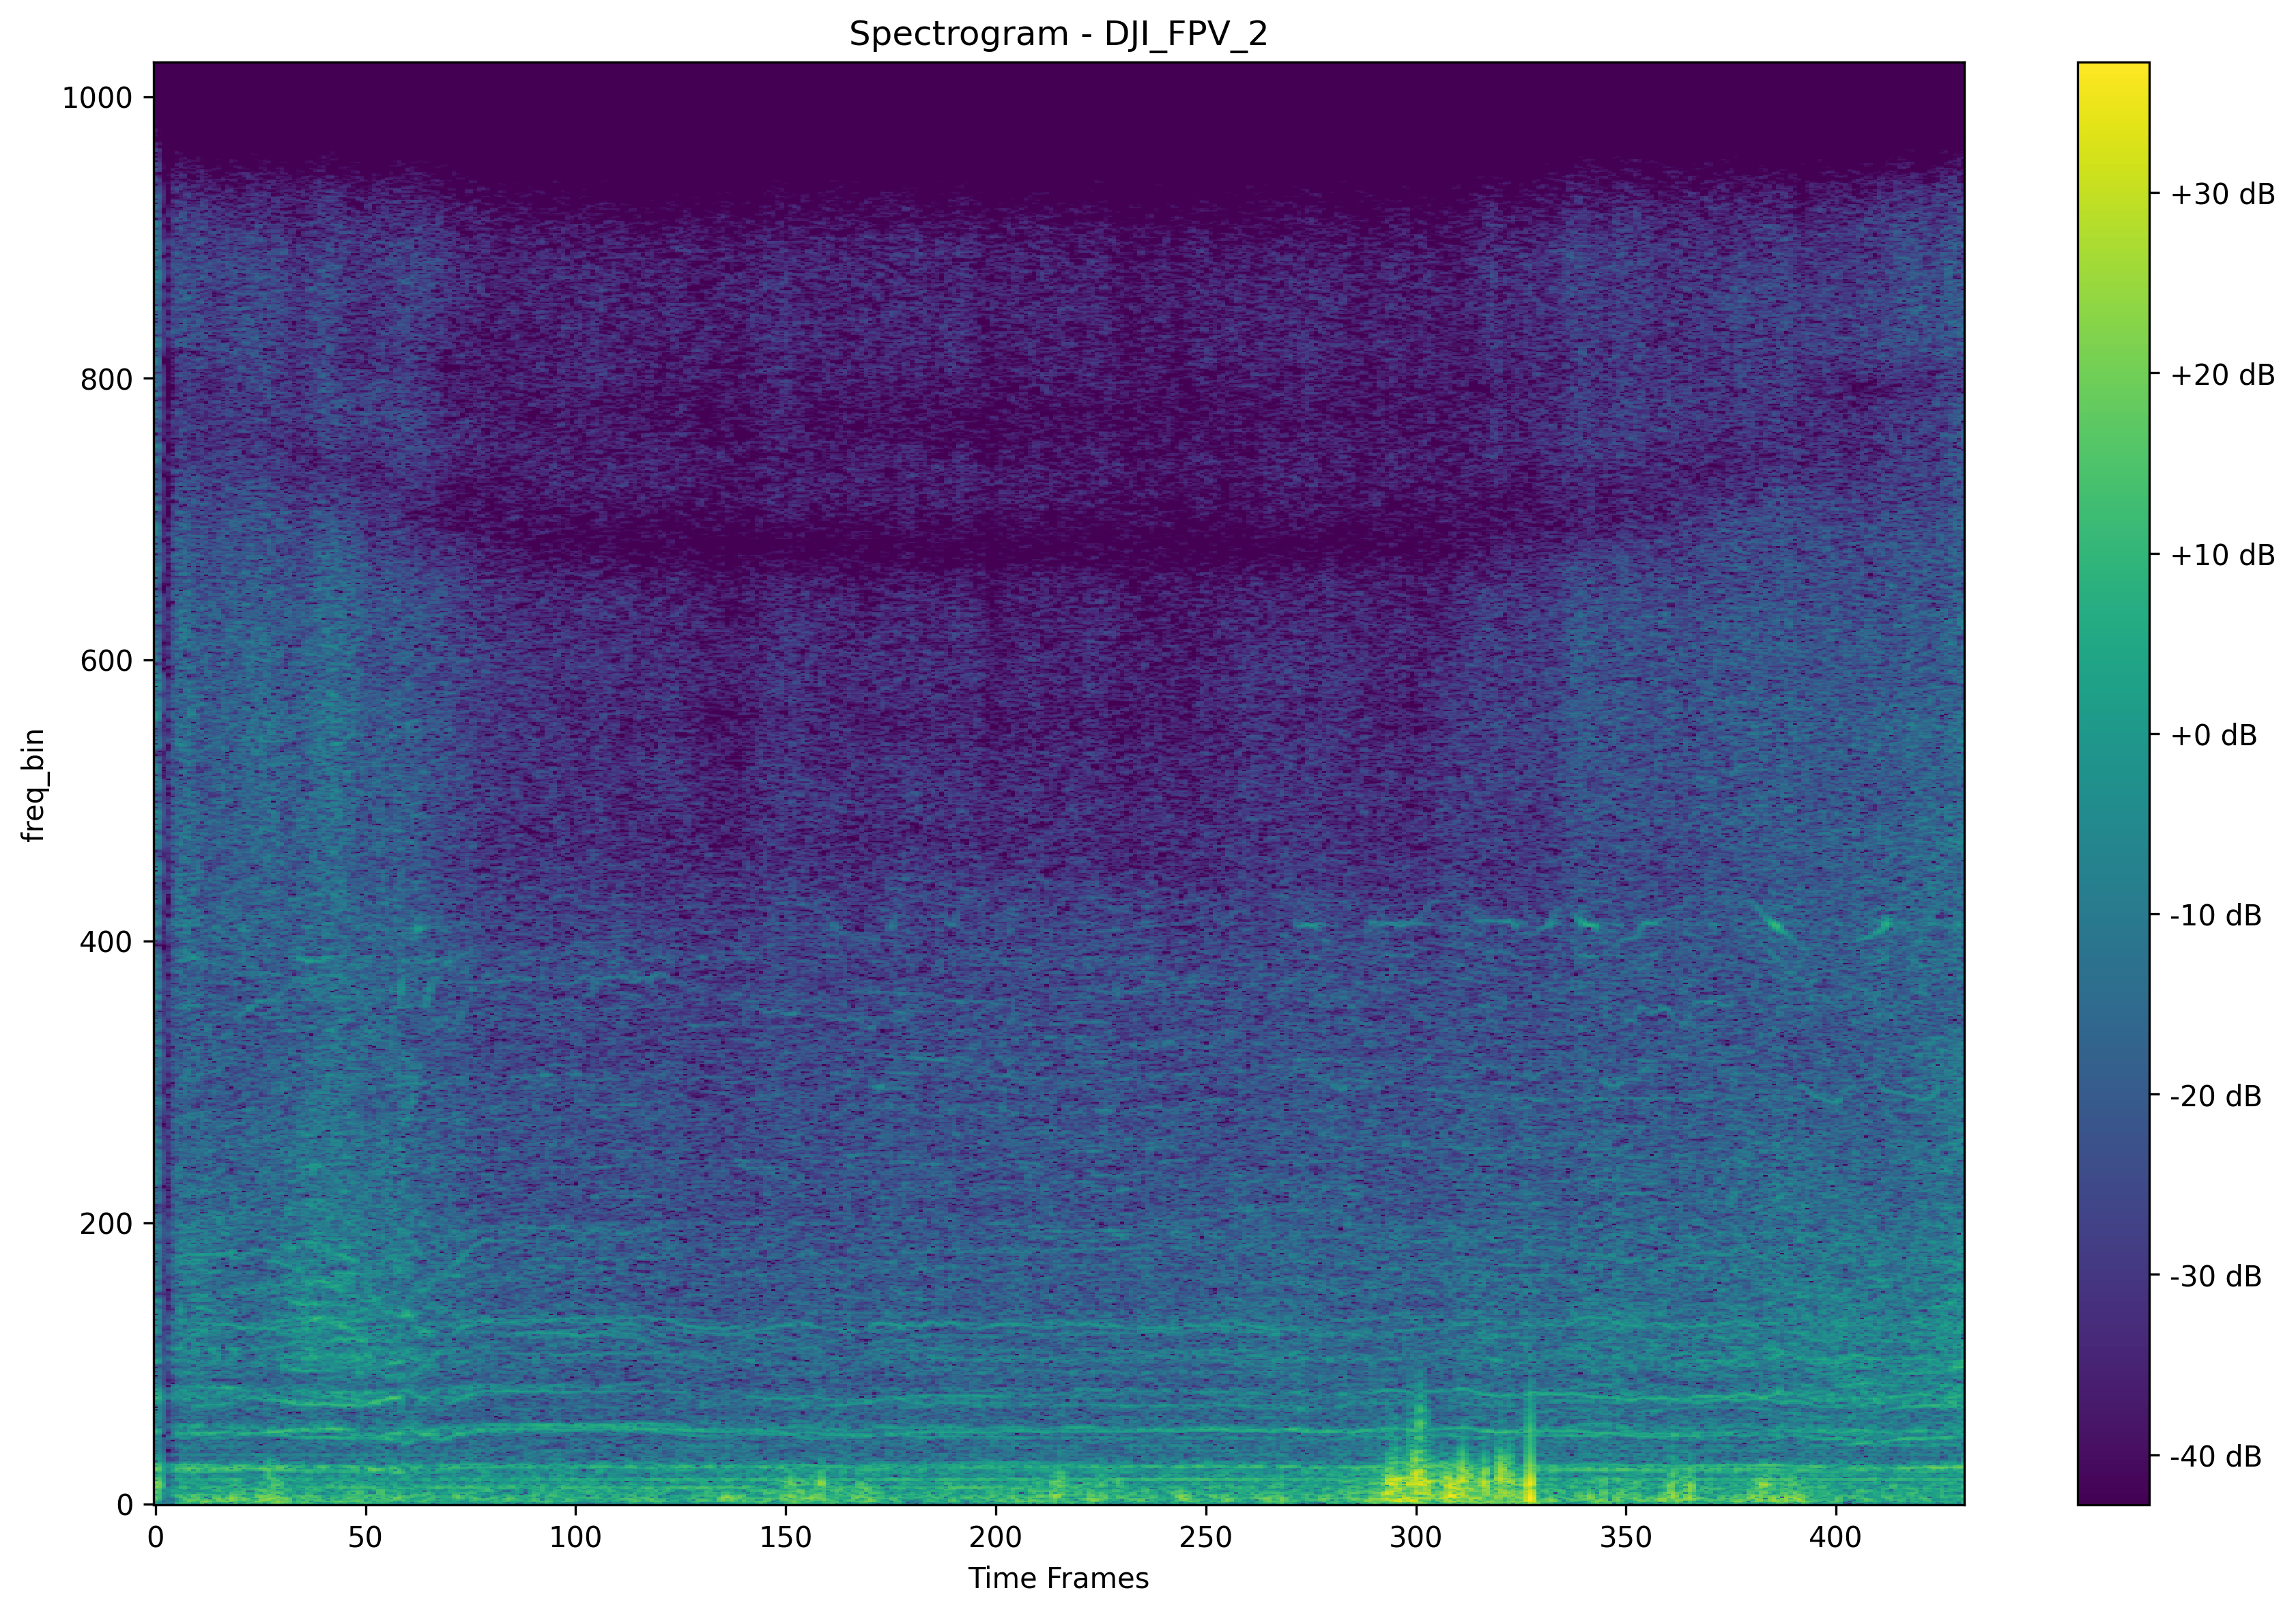 Spectrogram - DJI_FPV_2
1000
800
600
400
200
0
freq_bin
0 50 100 150 200 250 300 350 400
Time Frames
+30 dB
+20 dB
+10 dB
+0 dB
-10 dB
-20 dB
-30 dB
-40 dB